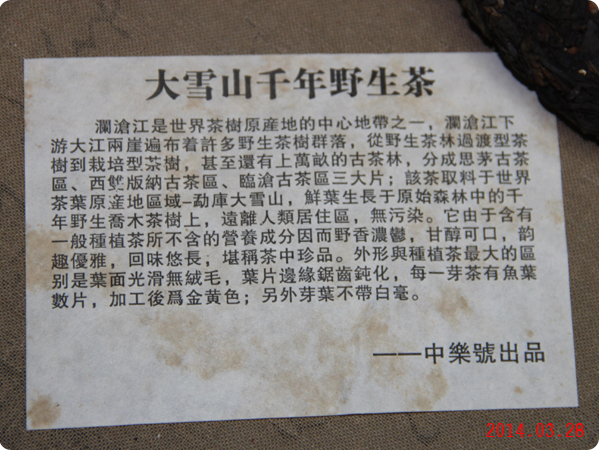 大雪山千年野生茶
瀾滄江是世界茶樹原産地的中心地帶之一，瀾滄江下
游大江兩崖遍布着許多野生茶樹群落，從野生茶林過渡型茶
樹到栽培型茶樹，甚至還有上萬畝的古茶林，分成思茅古茶
區、西雙版納古茶區、臨滄古茶區三大片；該茶取料于世界
茶葉原産地區域-勐庫大雪山，鮮葉生長于原始森林中的千
年野生喬木茶樹上，遠離人類居住區，無污染。它由于含有
一般種植茶所不含的營養成分因而野香濃鬱，甘醇可口，韵
趣優雅，回味悠長，堪稱茶中珍品。外形與種植茶最大的區
别是葉面光滑無絨毛，葉片邊緣鋸齒鈍化，每一芽茶有魚葉
數片，加工後爲金黄色；另外芽葉不帶白毫。
——中樂號出品
2014.03.28